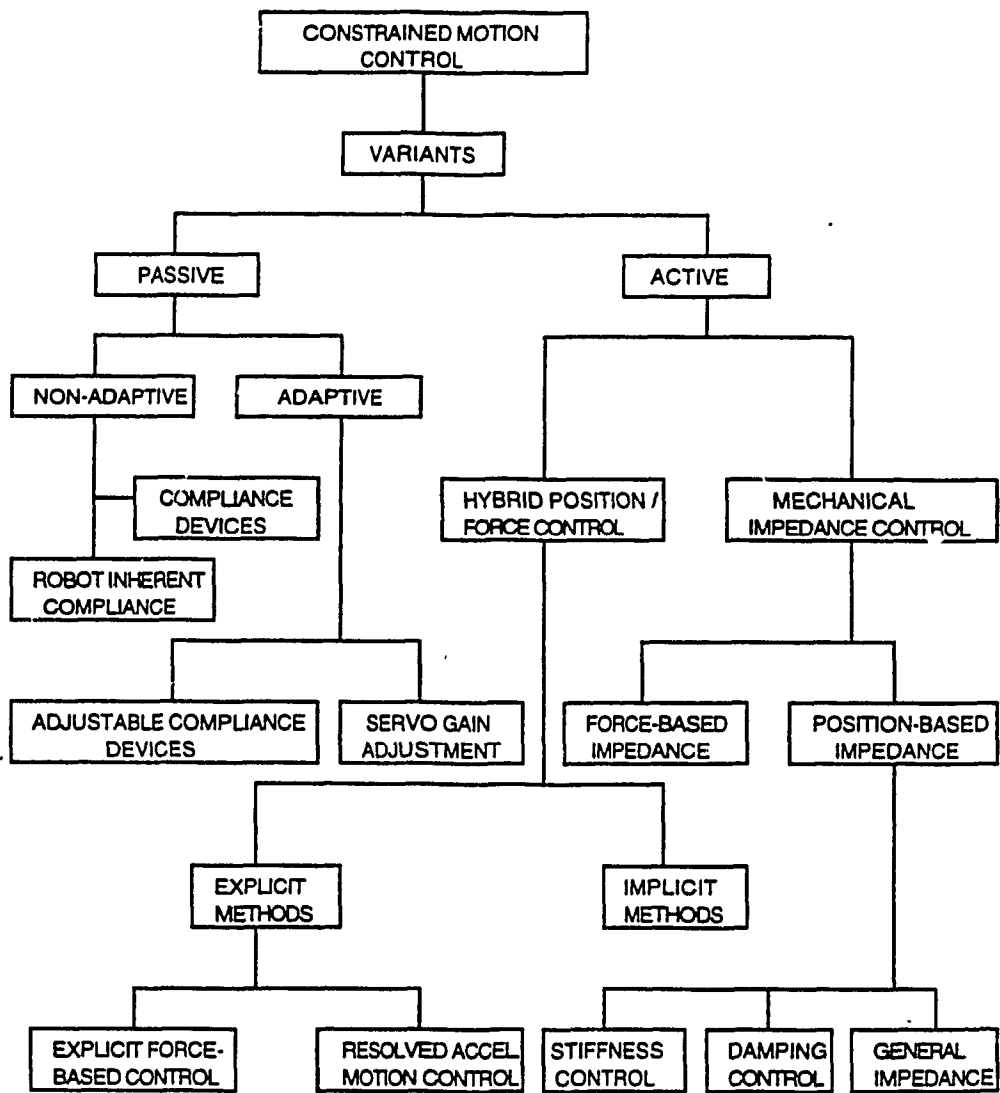 CONSTRAINED MOTION
CONTROL
VARIANTS
PASSIVE
ACTIVE
NON-ADAPTIVE
ADAPTIVE
COMPLIANCE
DEVICES
HYBRID POSITION /
FORCE CONTROL
MECHANICAL
IMPEDANCE CONTROL
ROBOT INHERENT
COMPLIANCE
ADJUSTABLE COMPLIANCE
DEVICES
SERVO GAIN
ADJUSTMENT
FORCE-BASED
IMPEDANCE
POSITION-BASED
IMPEDANCE
EXPLICIT
METHODS
IMPLICIT
METHODS
EXPLICIT FORCE-
BASED CONTROL
RESOLVED ACCEL
MOTION CONTROL
STIFFNESS
CONTROL
DAMPING
CONTROL
GENERAL
IMPEDANCE